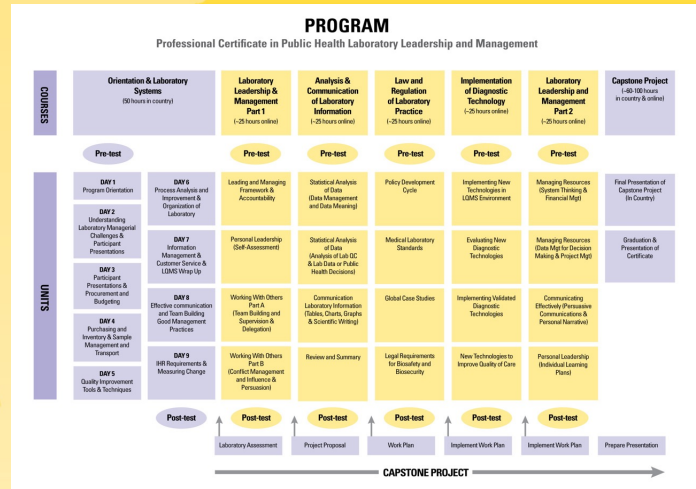 PROGRAM
Professional Certificate in Public Health Laboratory Leadership and Management
COURSES
Orientation & Laboratory
Systems
(50 hours in country)
Laboratory
Leadership &
Management
Part 1
(~25 hours online)
Analysis &
Communication
of Laboratory
Information
(~25 hours online)
Law and
Regulation
of Laboratory
Practice
(~25 hours online)
Implementation
of Diagnostic
Technology
(~25 hours online)
Laboratory
Leadership and
Management
Part 2
(~25 hours online)
Capstone Project
(~60-100 hours
in country & online)
Pre-test
Pre-test
Pre-test
Pre-test
Pre-test
Pre-test
UNITS
DAY 1
Program Orientation
DAY 2
Understanding
Laboratory Managerial
Challenges &
Participant
Presentations
DAY 3
Participant
Presentations &
Procurement and
Budgeting
DAY 4
Purchasing and
Inventory & Sample
Management and
Transport
DAY 5
Quality Improvement
Tools & Techniques
DAY 6
Process Analysis and
Improvement &
Organization of
Laboratory
DAY 7
Information
Management &
Customer Service &
LQMS Wrap Up
DAY 8
Effective communication
and Team Building
Good Management
Practices
DAY 9
IHR Requirements &
Measuring Change
Leading and Managing
Framework &
Accountability
Personal Leadership
(Self-Assessment)
Working With Others
Part A
(Team Building and
Supervision &
Delegation)
Working With Others
Part B
(Conflict Management
and Influence &
Persuasion)
Statistical Analysis
of Data
(Data Management
and Data Meaning)
Statistical Analysis
of Data
(Analysis of Lab QC
& Lab Data or Public
Health Decisions)
Communication
Laboratory Information
(Tables, Charts, Graphs
& Scientific Writing)
Review and Summary
Policy Development
Cycle
Medical Laboratory
Standards
Global Case Studies
Legal Requirements
for Biosafety and
Biosecurity
Implementing New
Technologies in
LQMS Environment
Evaluating New
Diagnostic
Technologies
Implementing Validated
Diagnostic
Technologies
New Technologies to
Improve Quality of Care
Managing Resources
(System Thinking &
Financial Mgt)
Managing Resources
(Data Mgt for Decision
Making & Project Mgt)
Communicating
Effectively (Persuasive
Communications &
Personal Narrative)
Personal Leadership
(Individual Learning
Plans)
Final Presentation of
Capstone Project
(In Country)
Graduation &
Presentation of
Certificate
Post-test
Post-test
Post-test
Post-test
Post-test
Post-test
Laboratory Assessment
Project Proposal
Work Plan
Implement Work Plan
Implement Work Plan
Prepare Presentation
CAPSTONE PROJECT